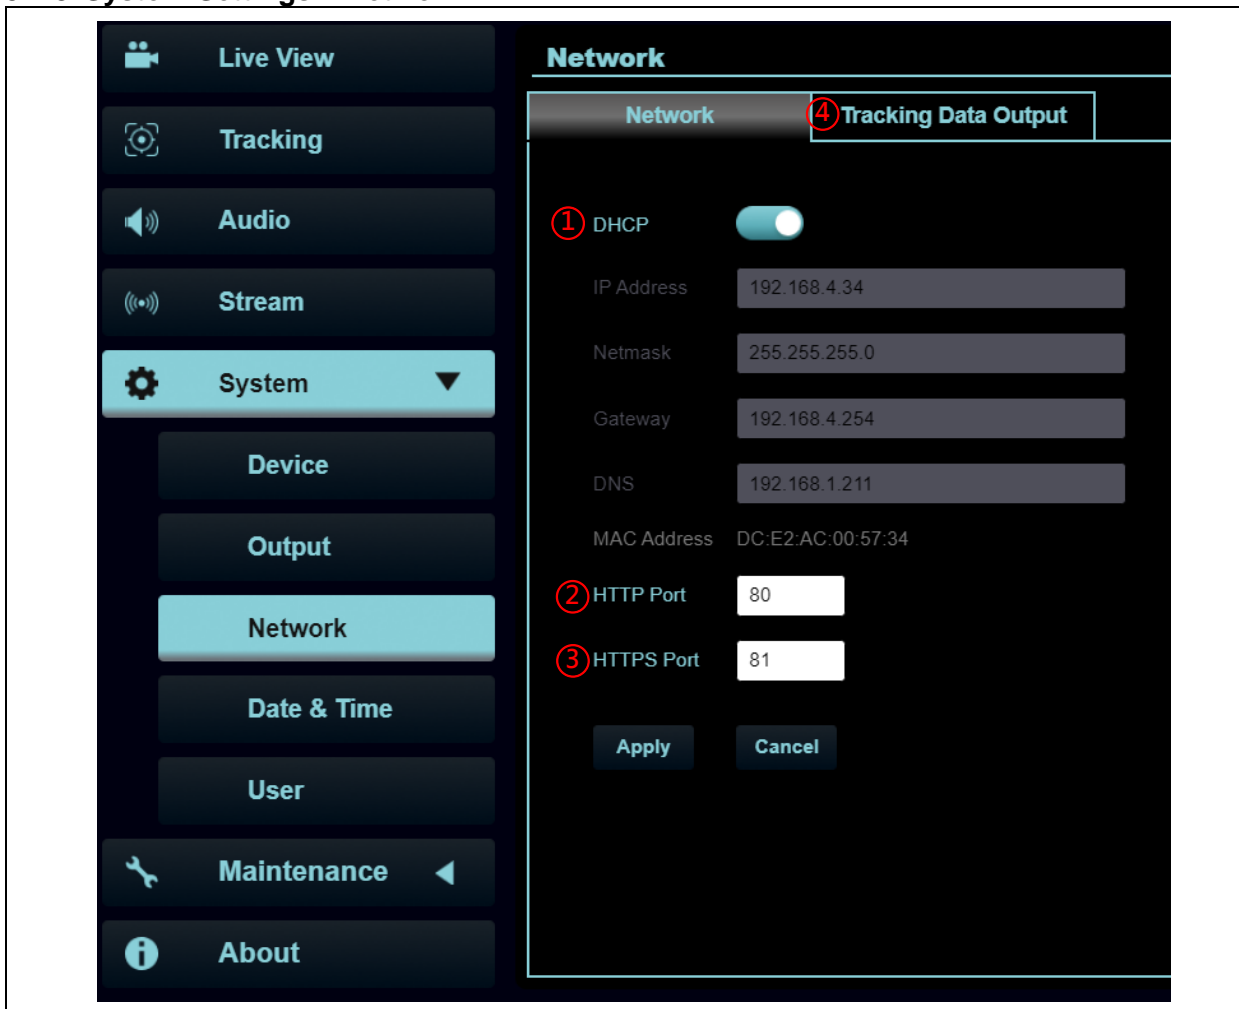 Live View
Tracking
Audio
Stream
System
Device
Output
Network
Date & Time
User
Maintenance
About
Network
Network
④ Tracking Data Output
① DHCP
IP Address 192.168.4.34
Netmask 255.255.255.0
Gateway 192.168.4.254
DNS 192.168.1.211
MAC Address DC:E2:AC:00:57:34
② HTTP Port 80
③ HTTPS Port 81
Apply Cancel